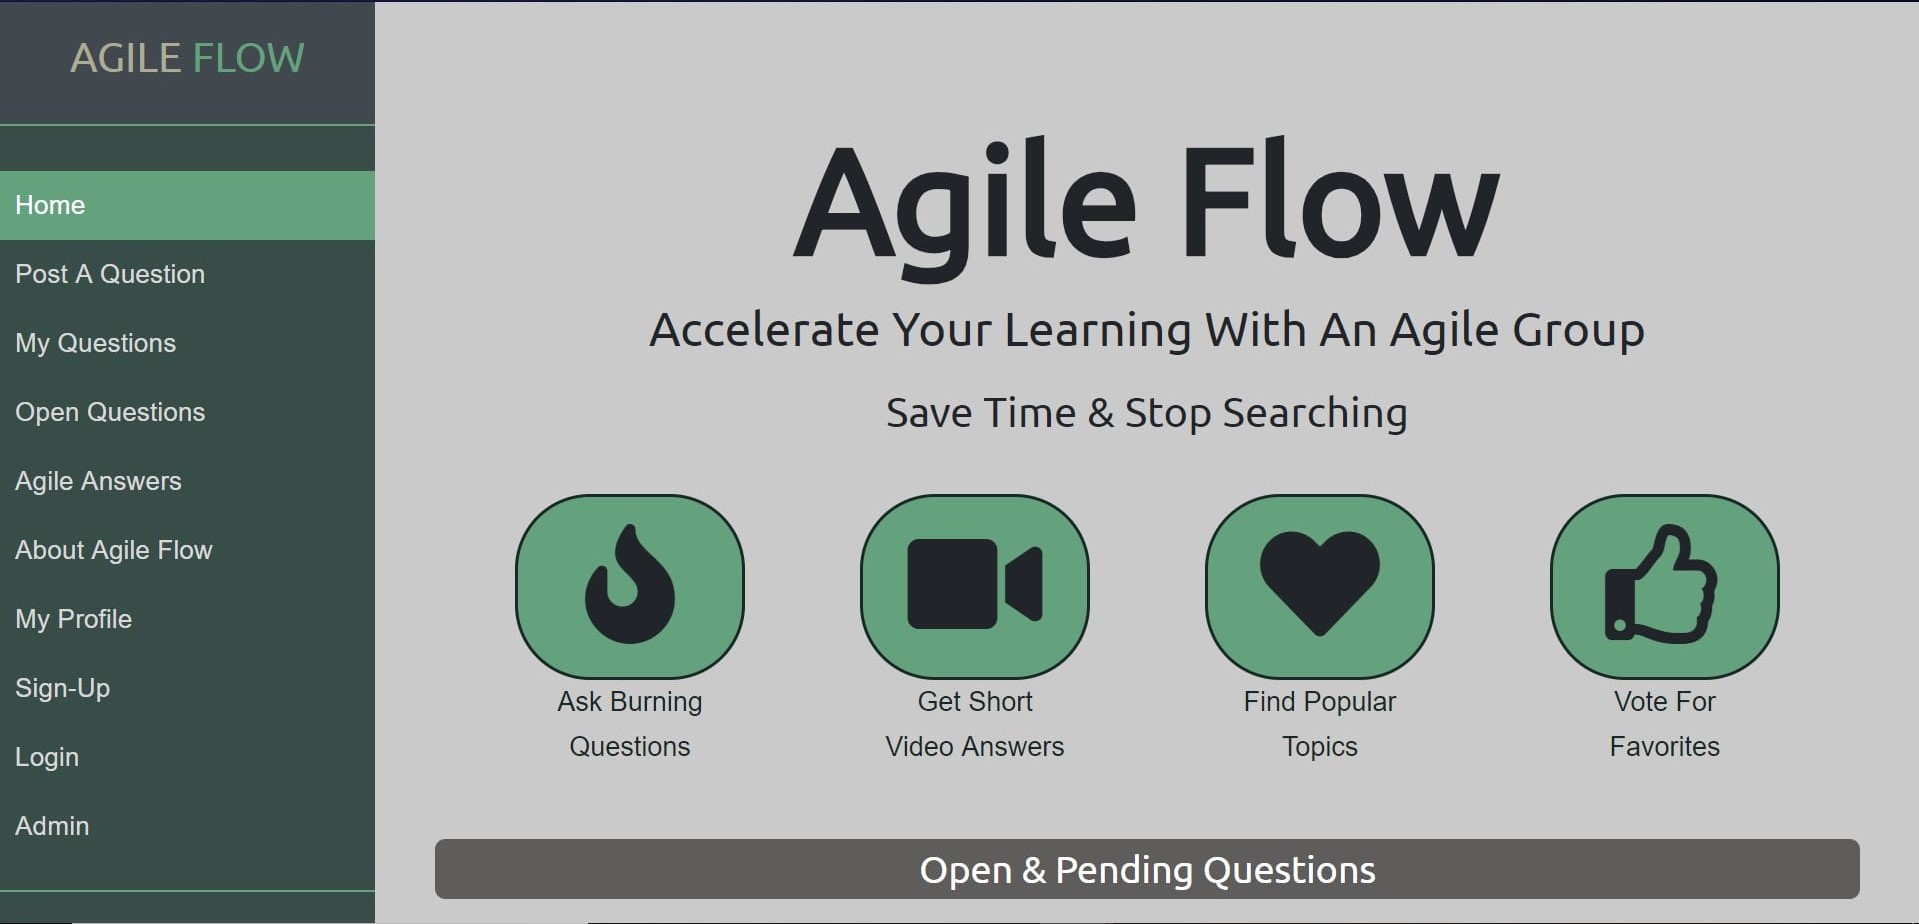 AGILE FLOW
Home
Post A Question
My Questions
Open Questions
Agile Answers
About Agile Flow
My Profile
Sign-Up
Login
Admin
Agile Flow
Accelerate Your Learning With An Agile Group
Save Time & Stop Searching
Ask Burning
Questions
Get Short
Video Answers
Find Popular
Topics
Vote For
Favorites
Open & Pending Questions